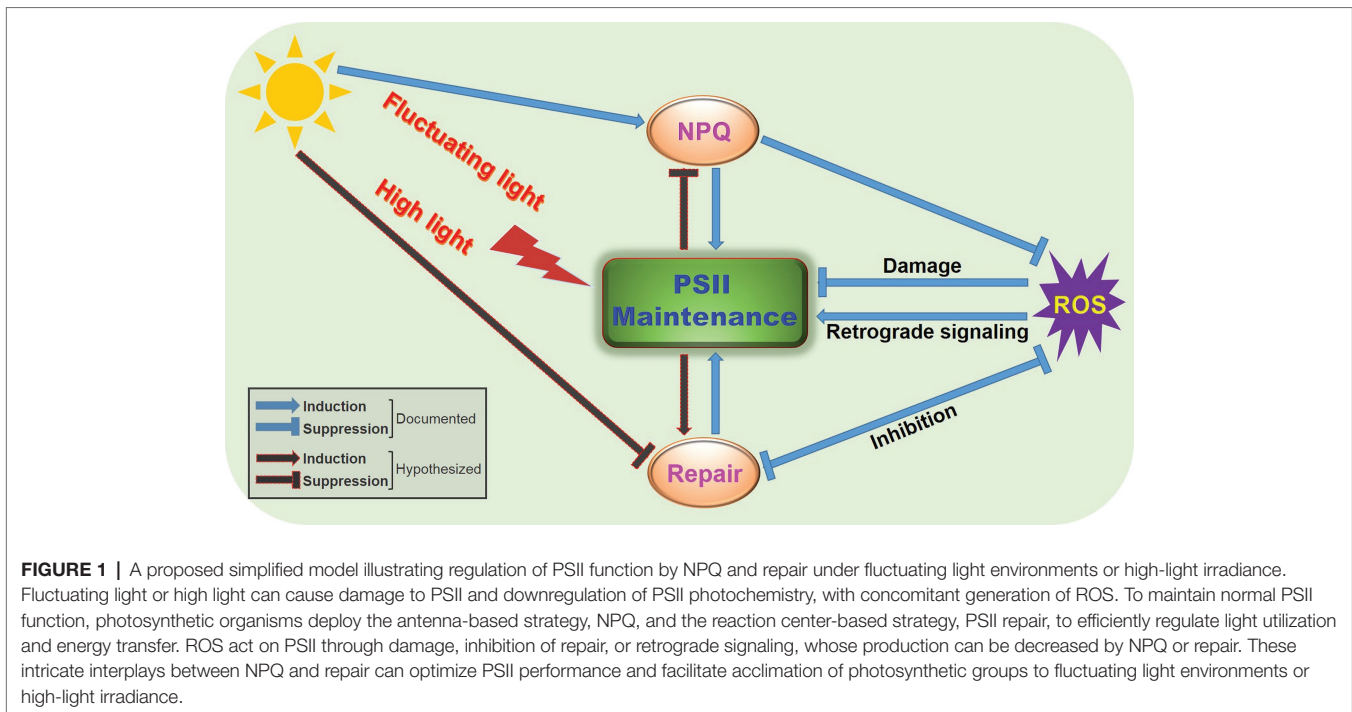 Fluctuating light
High light
NPQ
PSII
Maintenance
Damage
Retrograde signaling
ROS
Inhibition
Repair
Induction
Suppression
Documented
Induction
Suppression
Hypothesized
FIGURE 1 | A proposed simplified model illustrating regulation of PSII function by NPQ and repair under fluctuating light environments or high-light irradiance.
Fluctuating light or high light can cause damage to PSII and downregulation of PSII photochemistry, with concomitant generation of ROS. To maintain normal PSII
function, photosynthetic organisms deploy the antenna-based strategy, NPQ, and the reaction center-based strategy, PSII repair, to efficiently regulate light utilization
and energy transfer. ROS act on PSII through damage, inhibition of repair, or retrograde signaling, whose production can be decreased by NPQ or repair. These
intricate interplays between NPQ and repair can optimize PSII performance and facilitate acclimation of photosynthetic groups to fluctuating light environments or
high-light irradiance.